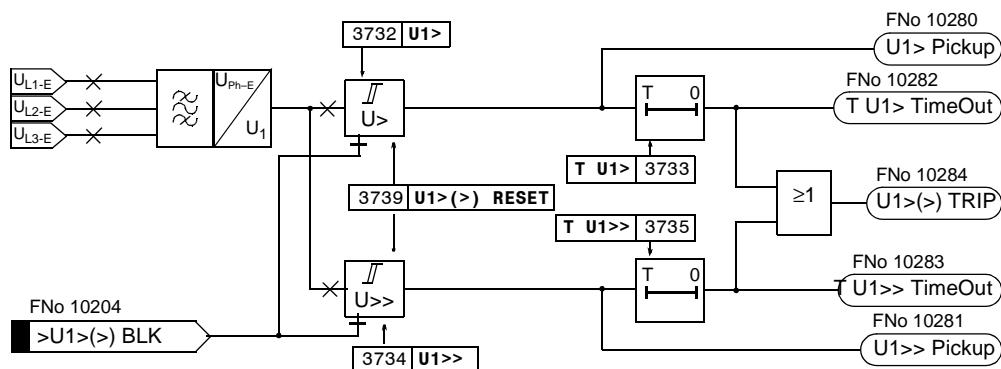 FNo 10280
3732 U1>
U1> Pickup
FNo 10282
UL1-E
UL2-E
UL3-E
UPh–E
U1
U>
T 0
T U1> TimeOut
T U1> 3733
FNo 10284
3739 U1>(>) RESET
≥1
U1>(>) TRIP
T U1>> 3735
FNo 10283
U>>
T 0
T U1>> TimeOut
FNo 10204
FNo 10281
>U1>(>) BLK
3734 U1>>
U1>> Pickup